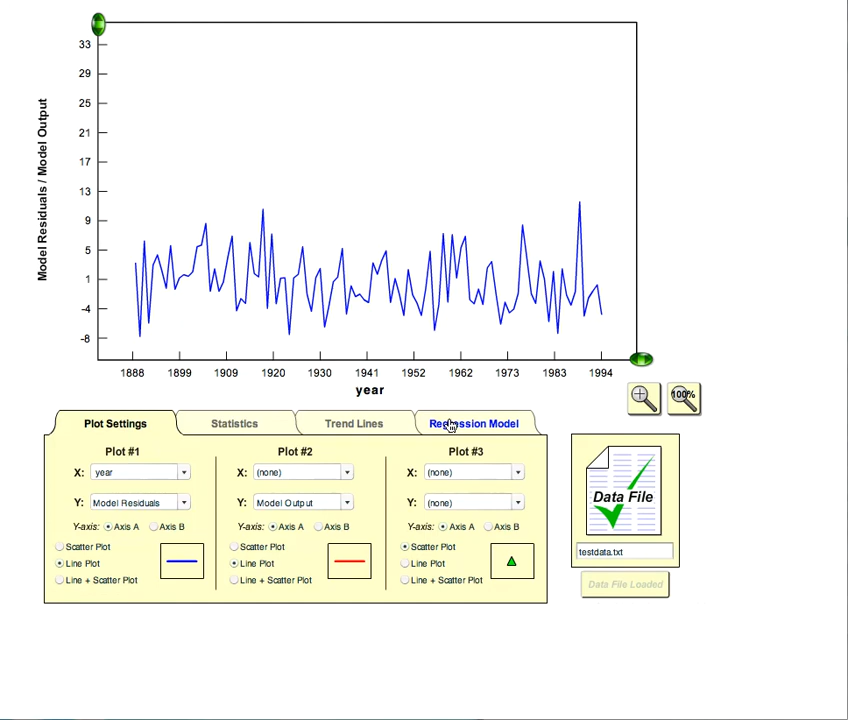 33
29
25
21
17
13
9
5
1
-4
-8
Model Residuals / Model Output
1888 1899 1909 1920 1930 1941 1952 1962 1973 1983 1994
year
100%
Plot Settings Statistics Trend Lines Regression Model
Plot #1 Plot #2 Plot #3
X: year X: (none) X: (none)
Y: Model Residuals Y: Model Output Y: (none)
Y-axis: Axis A Axis B Y-axis: Axis A Axis B Y-axis: Axis A Axis B
Scatter Plot Scatter Plot Scatter Plot
Line Plot Line Plot Line Plot
Line + Scatter Plot Line + Scatter Plot Line + Scatter Plot
Data File
testdata.txt
Data File Loaded